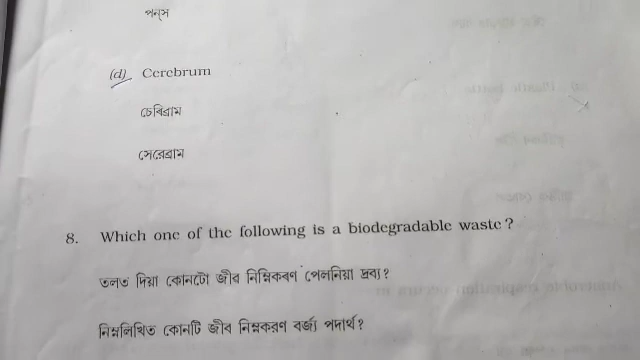 পন্‌স
(d) Cerebrum
চেৰিব্ৰাম
সেরেব্রাম
8. Which one of the following is a biodegradable waste ?
তলত দিয়া কোনটো জীৱ নিম্নিকৰণ পেলনিয়া দ্ৰব্য ?
নিম্নলিখিত কোনটি জীব নিম্নকরণ বর্জ্য পদার্থ ?